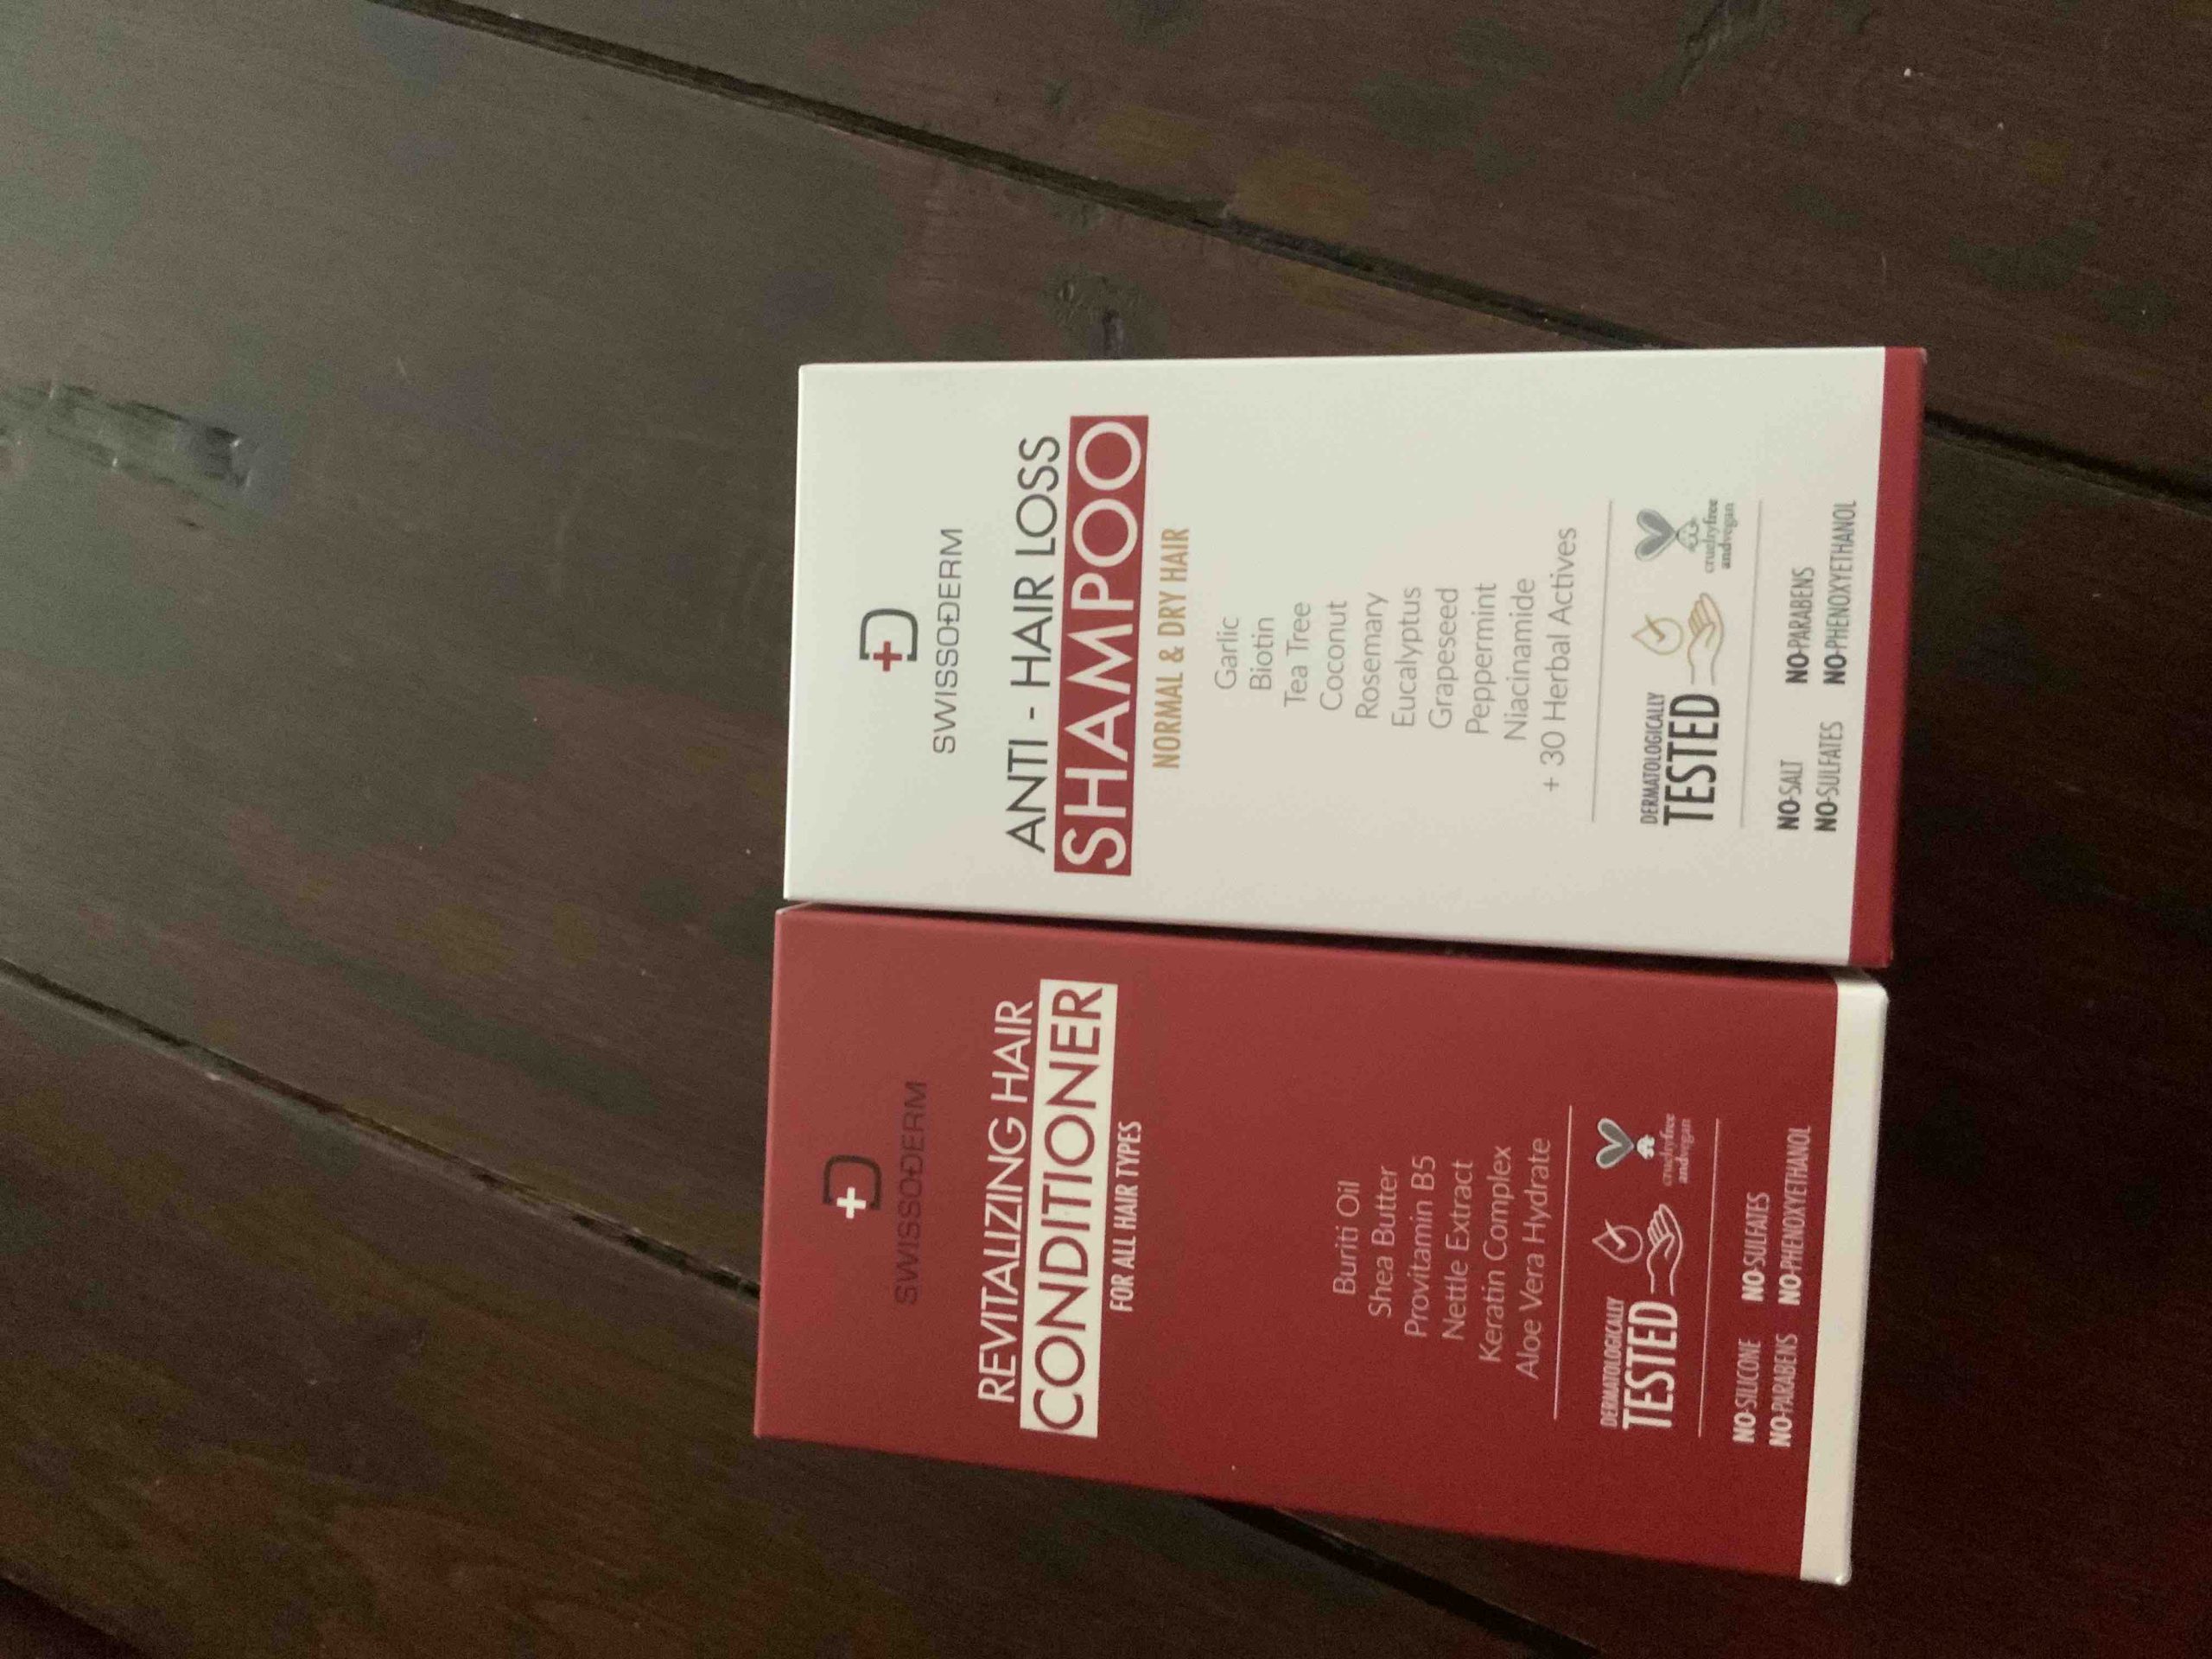 SWISSOÐERM
REVITALIZING HAIR
CONDITIONER
FOR ALL HAIR TYPES
Buriti Oil
Shea Butter
Provitamin B5
Nettle Extract
Keratin Complex
Aloe Vera Hydrate
DERMATOLOGICALLY
TESTED
crueltyfree
andvegan
NO-SILICONE NO-SULFATES
NO-PARABENS NO-PHENOXYETHANOL
SWISSOÐERM
ANTI - HAIR LOSS
SHAMPOO
NORMAL & DRY HAIR
Garlic
Biotin
Tea Tree
Coconut
Rosemary
Eucalyptus
Grapeseed
Peppermint
Niacinamide
+ 30 Herbal Actives
DERMATOLOGICALLY
TESTED
crueltyfree
andvegan
NO-SALT NO-PARABENS
NO-SULFATES NO-PHENOXYETHANOL